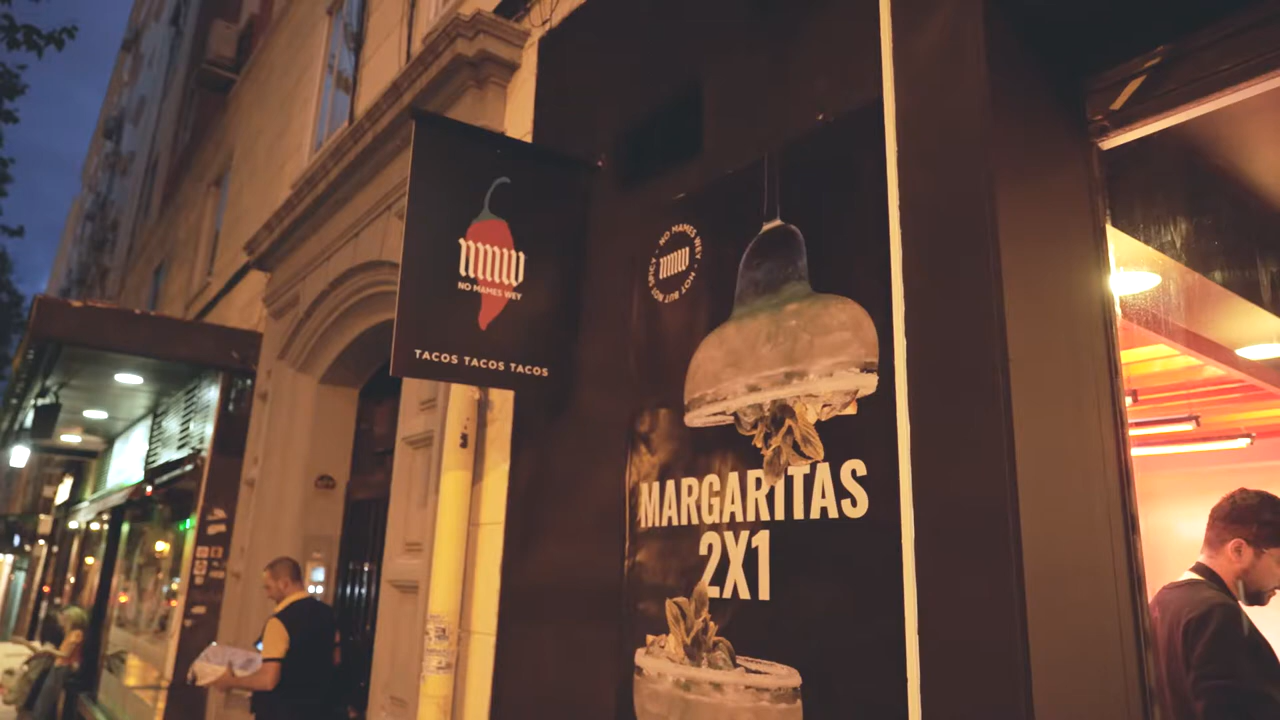 nmw
NO MAMES WEY
TACOS TACOS TACOS
NO MAMES WEY - HOT BUT NOT SPICY -
nmw
MARGARITAS
2X1